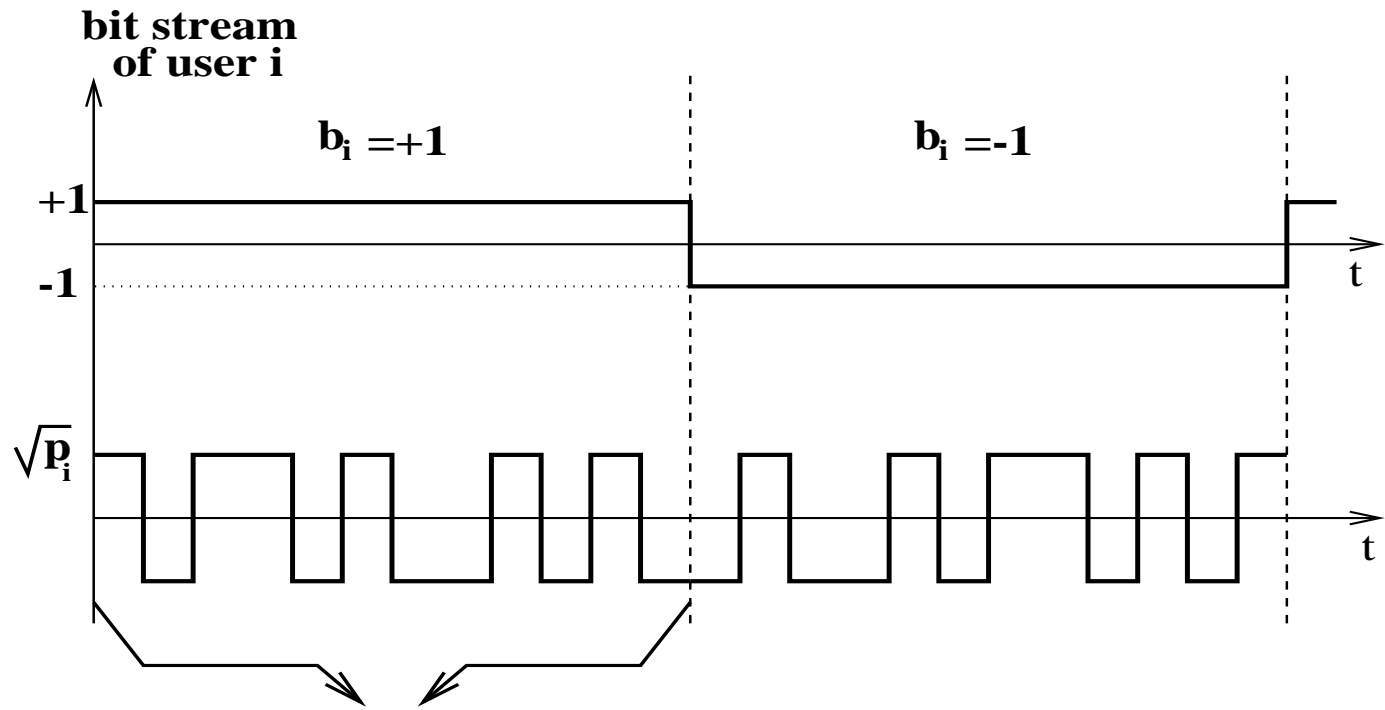 bit stream
of user i
b_i =+1
b_i =-1
+1
-1
t
√p_i
t